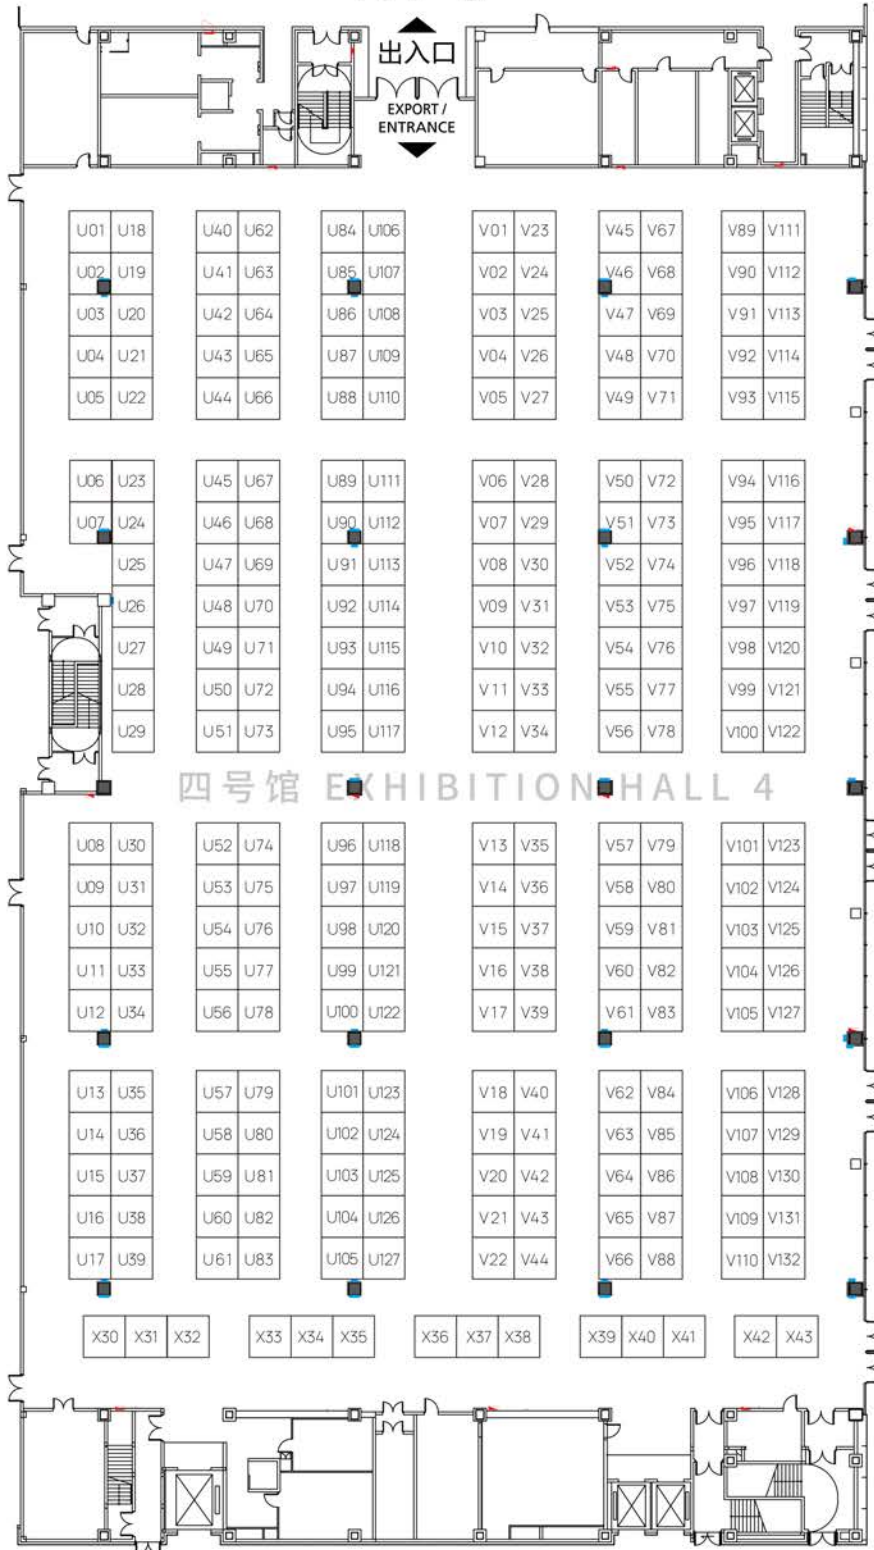 出入口
EXPORT /
ENTRANCE
U01 U18 U40 U62 U84 U106 V01 V23 V45 V67 V89 V111
U02 U19 U41 U63 U85 U107 V02 V24 V46 V68 V90 V112
U03 U20 U42 U64 U86 U108 V03 V25 V47 V69 V91 V113
U04 U21 U43 U65 U87 U109 V04 V26 V48 V70 V92 V114
U05 U22 U44 U66 U88 U110 V05 V27 V49 V71 V93 V115
U06 U23 U45 U67 U89 U111 V06 V28 V50 V72 V94 V116
U07 U24 U46 U68 U90 U112 V07 V29 V51 V73 V95 V117
U25 U47 U69 U91 U113 V08 V30 V52 V74 V96 V118
U26 U48 U70 U92 U114 V09 V31 V53 V75 V97 V119
U27 U49 U71 U93 U115 V10 V32 V54 V76 V98 V120
U28 U50 U72 U94 U116 V11 V33 V55 V77 V99 V121
U29 U51 U73 U95 U117 V12 V34 V56 V78 V100 V122
四号馆 EXHIBITION HALL 4
U08 U30 U52 U74 U96 U118 V13 V35 V57 V79 V101 V123
U09 U31 U53 U75 U97 U119 V14 V36 V58 V80 V102 V124
U10 U32 U54 U76 U98 U120 V15 V37 V59 V81 V103 V125
U11 U33 U55 U77 U99 U121 V16 V38 V60 V82 V104 V126
U12 U34 U56 U78 U100 U122 V17 V39 V61 V83 V105 V127
U13 U35 U57 U79 U101 U123 V18 V40 V62 V84 V106 V128
U14 U36 U58 U80 U102 U124 V19 V41 V63 V85 V107 V129
U15 U37 U59 U81 U103 U125 V20 V42 V64 V86 V108 V130
U16 U38 U60 U82 U104 U126 V21 V43 V65 V87 V109 V131
U17 U39 U61 U83 U105 U127 V22 V44 V66 V88 V110 V132
X30 X31 X32 X33 X34 X35 X36 X37 X38 X39 X40 X41 X42 X43